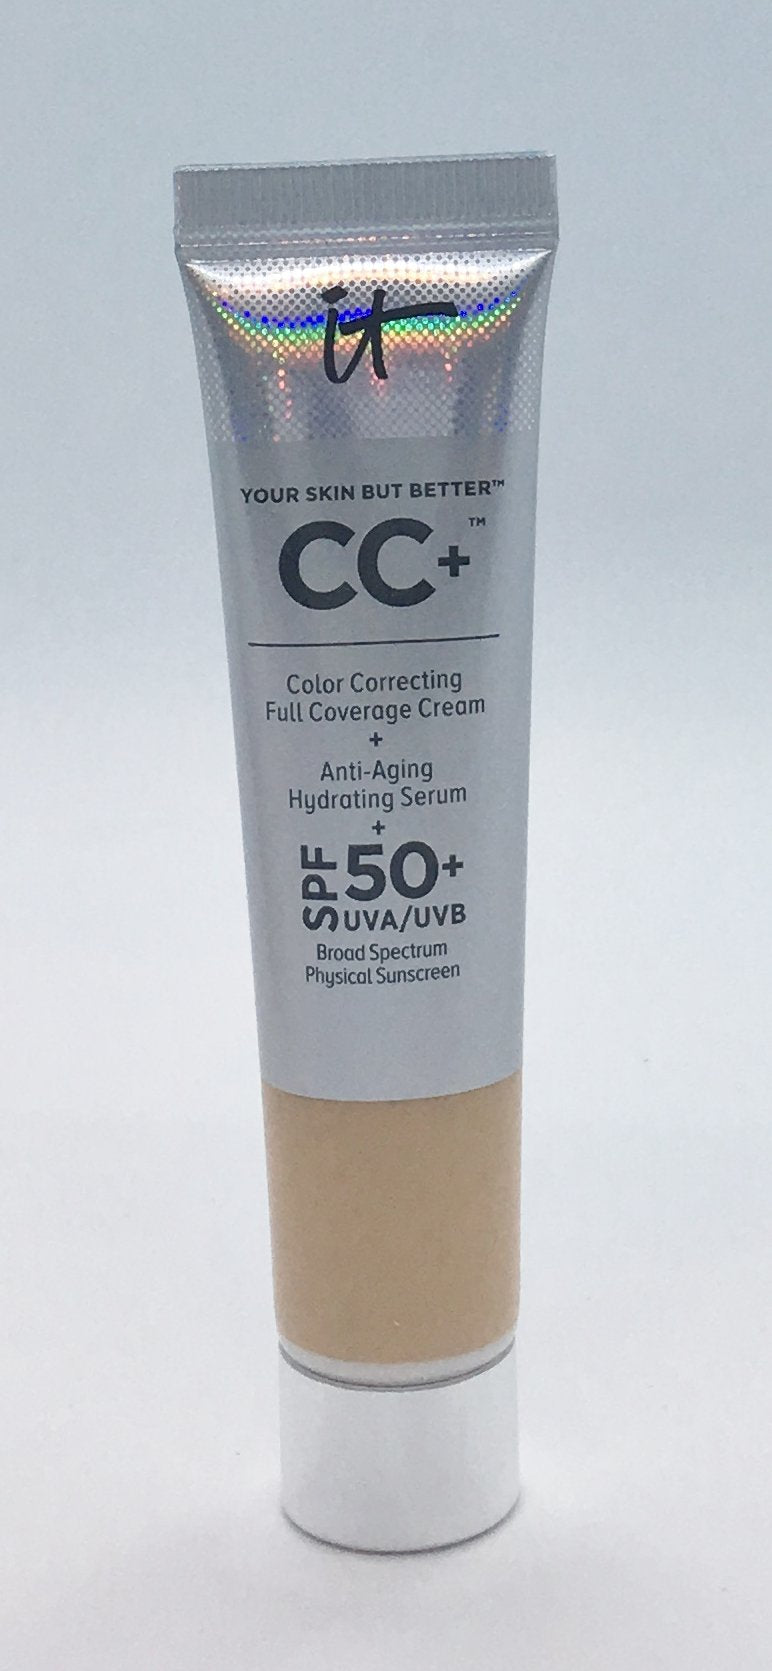 it
YOUR SKIN BUT BETTER™
CC+™
Color Correcting
Full Coverage Cream
+
Anti-Aging
Hydrating Serum
+
SPF 50+
UVA/UVB
Broad Spectrum
Physical Sunscreen